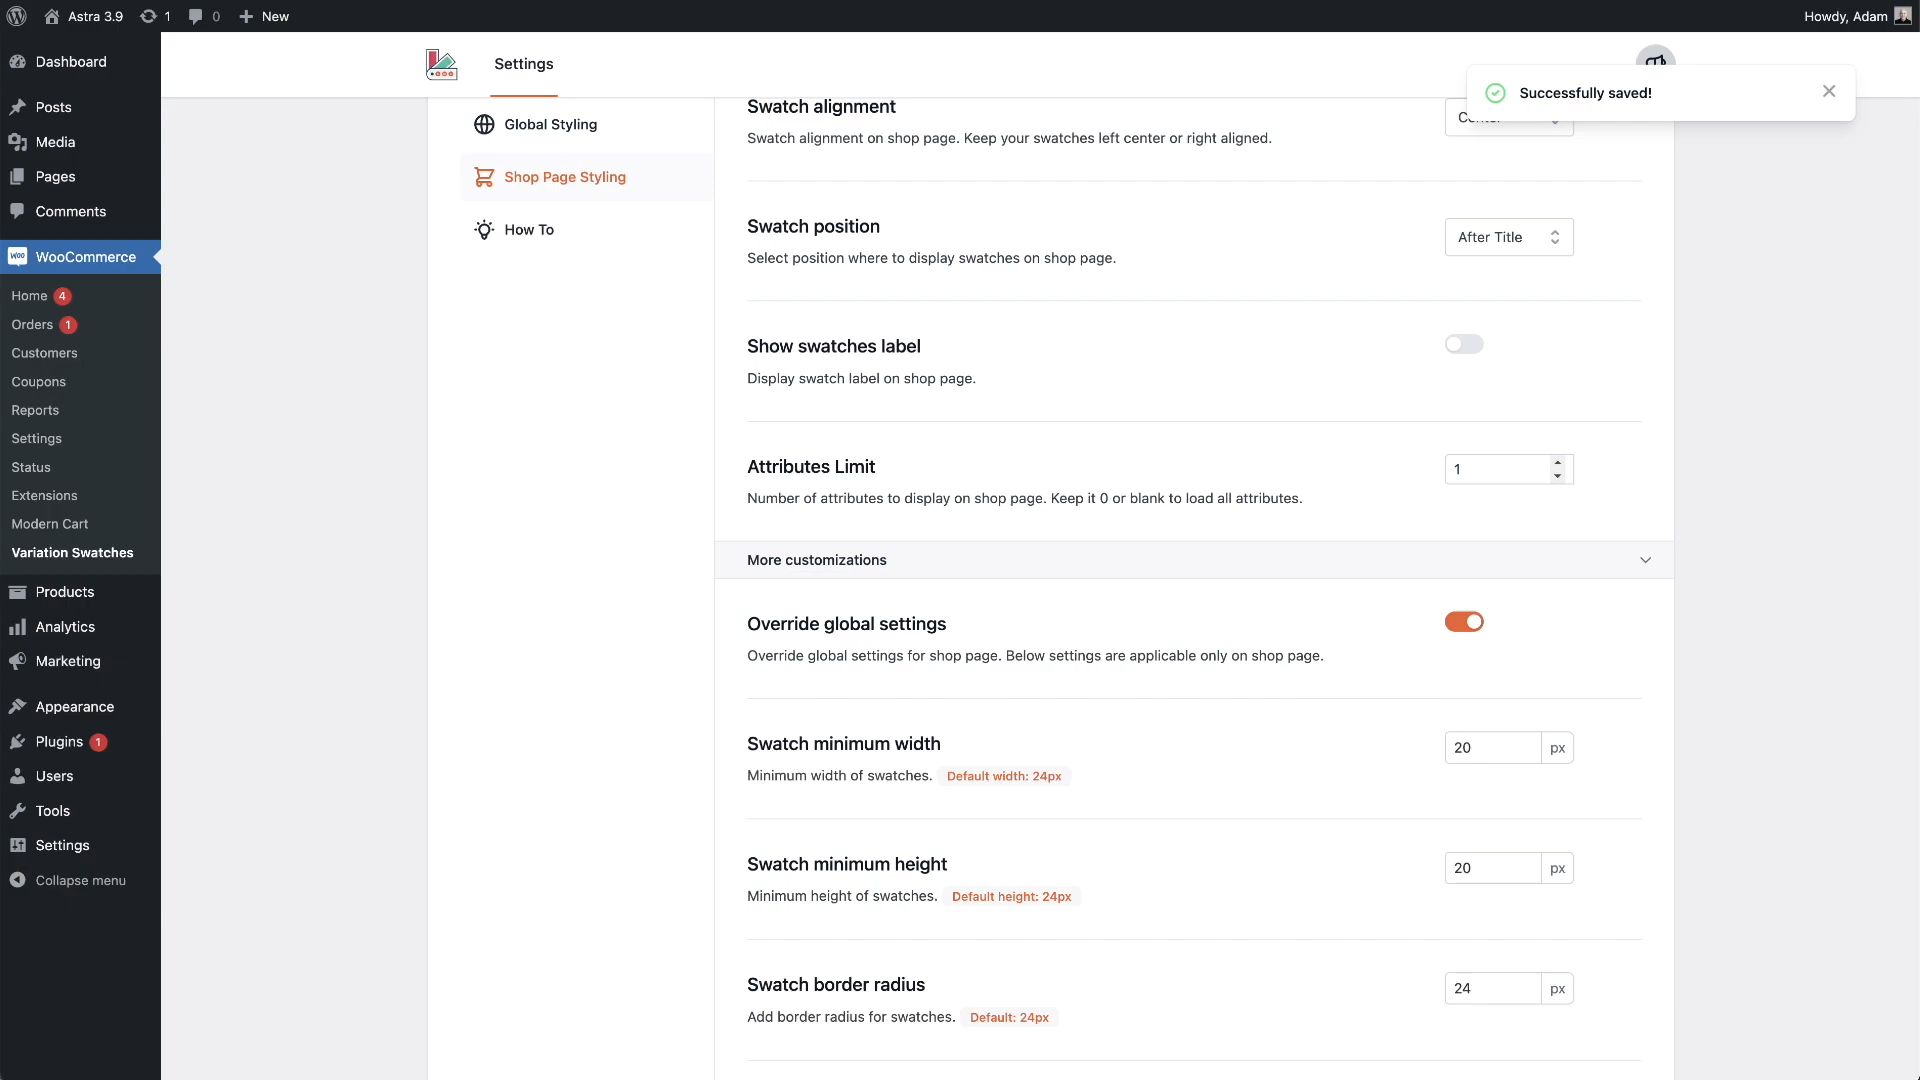 Astra 3.9
1
0
New
Howdy, Adam
Dashboard
Posts
Media
Pages
Comments
WOO
WooCommerce
Home 4
Orders 1
Customers
Coupons
Reports
Settings
Status
Extensions
Modern Cart
Variation Swatches
Products
Analytics
Marketing
Appearance
Plugins 1
Users
Tools
Settings
Collapse menu
Settings
Successfully saved!
Global Styling
Shop Page Styling
How To
Swatch alignment
Swatch alignment on shop page. Keep your swatches left center or right aligned.
Swatch position
Select position where to display swatches on shop page.
After Title
Show swatches label
Display swatch label on shop page.
Attributes Limit
Number of attributes to display on shop page. Keep it 0 or blank to load all attributes.
1
More customizations
Override global settings
Override global settings for shop page. Below settings are applicable only on shop page.
Swatch minimum width
Minimum width of swatches. Default width: 24px
20 px
Swatch minimum height
Minimum height of swatches. Default height: 24px
20 px
Swatch border radius
Add border radius for swatches. Default: 24px
24 px